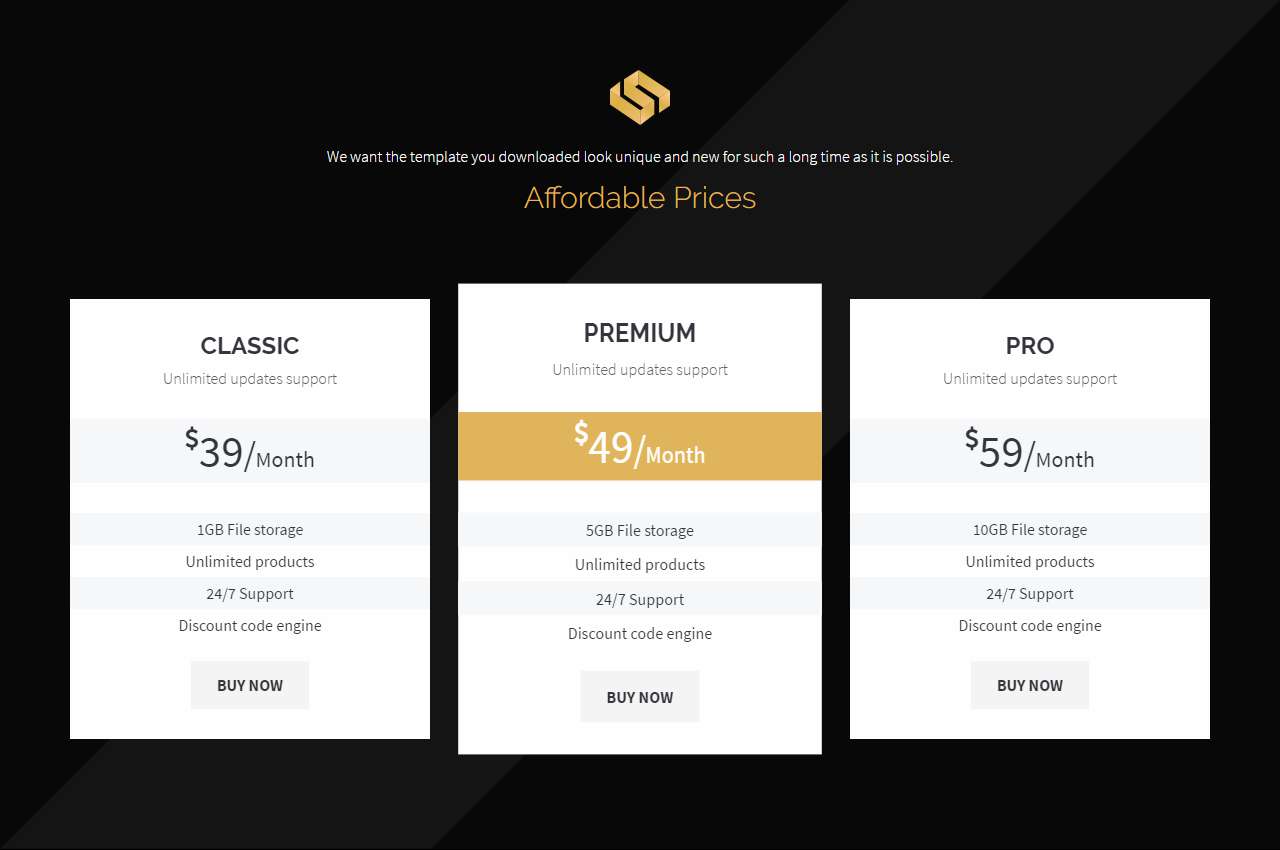 We want the template you downloaded look unique and new for such a long time as it is possible.
Affordable Prices
CLASSIC
Unlimited updates support
$39/Month
1GB File storage
Unlimited products
24/7 Support
Discount code engine
BUY NOW
PREMIUM
Unlimited updates support
$49/Month
5GB File storage
Unlimited products
24/7 Support
Discount code engine
BUY NOW
PRO
Unlimited updates support
$59/Month
10GB File storage
Unlimited products
24/7 Support
Discount code engine
BUY NOW